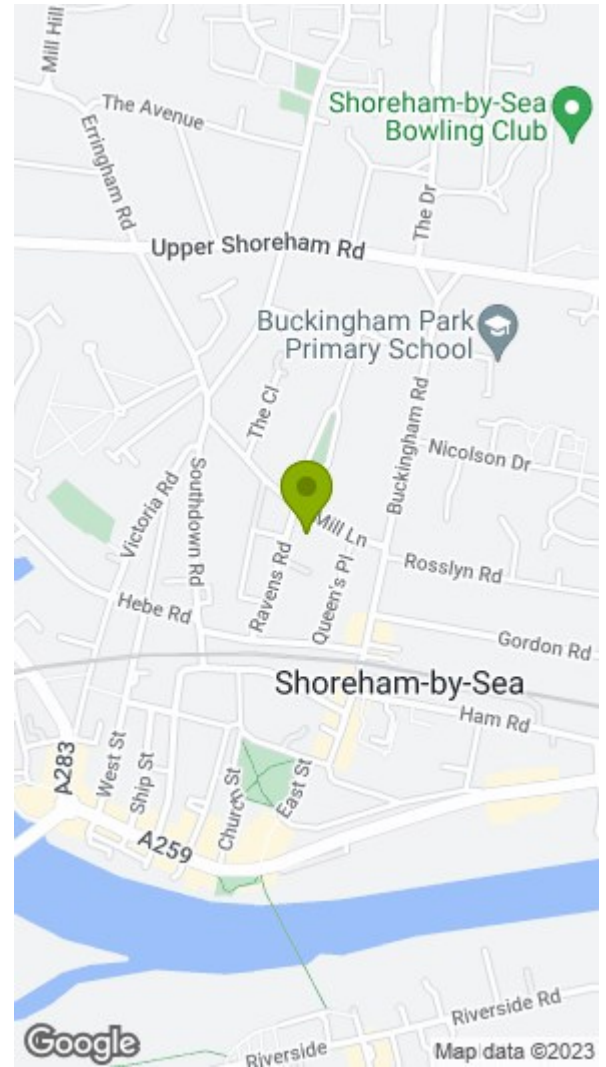 Mill Hill
The Avenue
Erringham Rd
Shoreham-by-Sea
Bowling Club
The Dr
Upper Shoreham Rd
Buckingham Park
Primary School
The Cl
Buckingham Rd
Nicolson Dr
Victoria Rd
Southdown Rd
Mill Ln
Ravens Rd
Queen's Pl
Rosslyn Rd
Hebe Rd
Gordon Rd
Shoreham-by-Sea
Ham Rd
A283
West St
Ship St
Church St
East St
A259
Riverside Rd
Riverside
Google
Map data ©2023